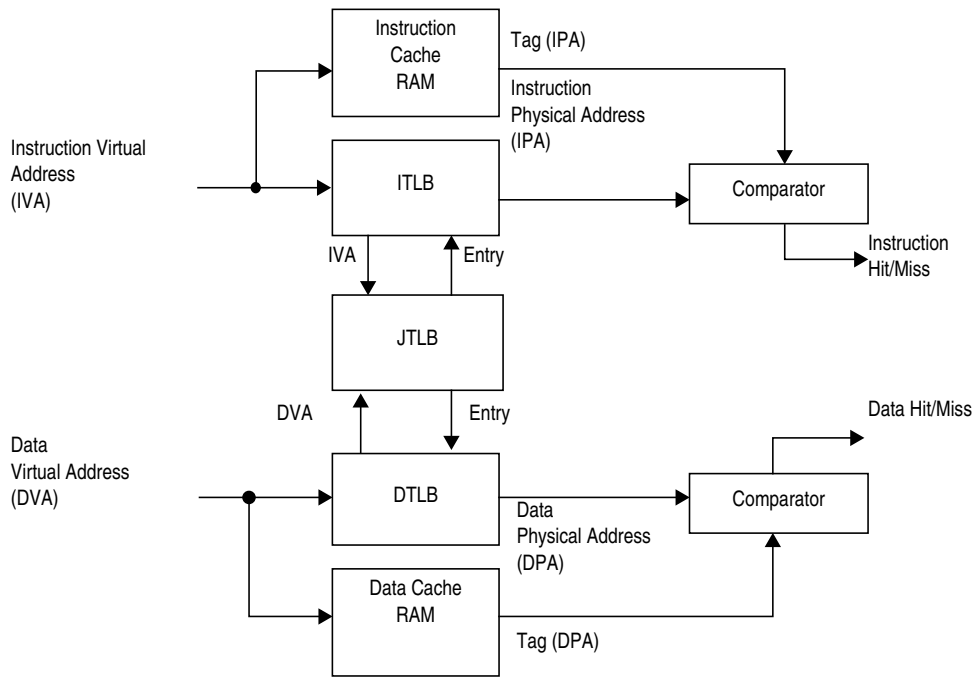 Instruction
Cache
RAM
Tag (IPA)
Instruction
Physical Address
(IPA)
Instruction Virtual
Address
(IVA)
ITLB
Comparator
IVA
Entry
Instruction
Hit/Miss
JTLB
DVA
Entry
Data Hit/Miss
Data
Virtual Address
(DVA)
DTLB
Comparator
Data
Physical Address
(DPA)
Data Cache
RAM
Tag (DPA)